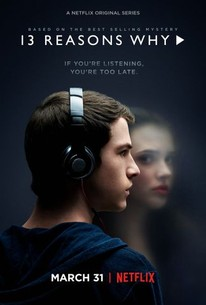 A NETFLIX ORIGINAL SERIES
BASED ON THE BEST SELLING MYSTERY
13 REASONS WHY
IF YOU'RE LISTENING,
YOU'RE TOO LATE.
MARCH 31 | NETFLIX